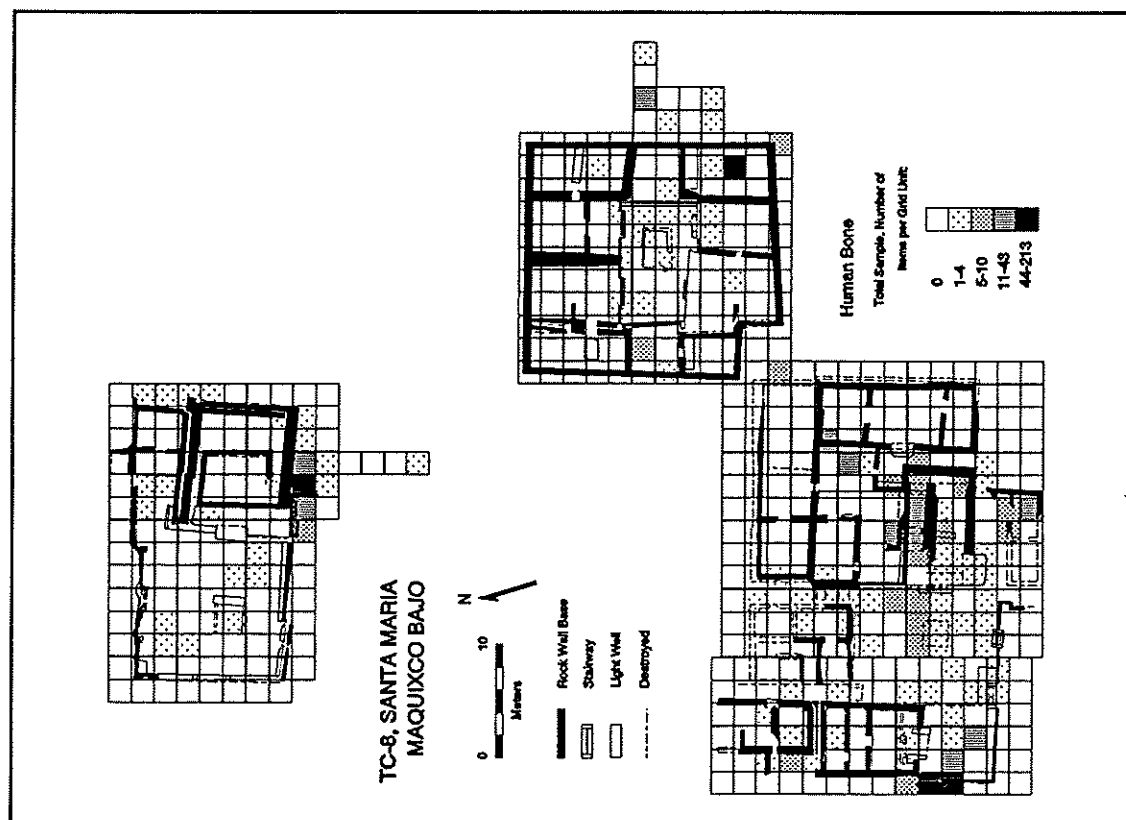 TC-8, SANTA MARIA
MAQUIXCO BAJO
N
0 10
Meters
Rock Wall Base
Stairway
Light Well
Destroyed
Human Bone
Total Sample, Number of
Items per Grid Unit:
0
1-4
5-10
11-43
44-213